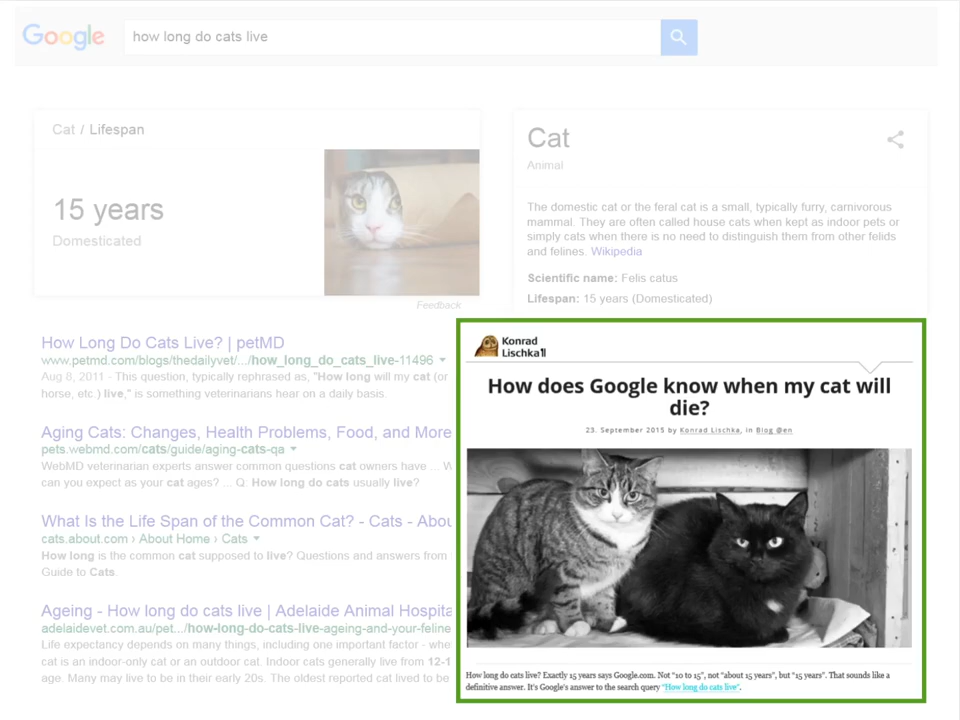 Google
how long do cats live
Cat / Lifespan
15 years
Domesticated
Feedback
Cat
Animal
The domestic cat or the feral cat is a small, typically furry, carnivorous
mammal. They are often called house cats when kept as indoor pets or
simply cats when there is no need to distinguish them from other felids
and felines. Wikipedia
Scientific name: Felis catus
Lifespan: 15 years (Domesticated)
How Long Do Cats Live? | petMD
www.petmd.com/blogs/thedailyvet/.../how_long_do_cats_live-11496
Aug 8, 2011 - This question, typically rephrased as, "How long will my cat (or
horse, etc.) live," is something veterinarians hear on a daily basis.
Aging Cats: Changes, Health Problems, Food, and More
pets.webmd.com/cats/guide/aging-cats-qa
WebMD veterinarian experts answer common questions cat owners have ... W
can you expect as your cat ages? ... Q: How long do cats usually live?
What Is the Life Span of the Common Cat? - Cats - Abou
cats.about.com › About Home › Cats
How long is the common cat supposed to live? Questions and answers from
Guide to Cats.
Ageing - How long do cats live | Adelaide Animal Hospita
adelaidevet.com.au/pet.../how-long-do-cats-live-ageing-and-your-feline
Life expectancy depends on many things, including one important factor - whe
cat is an indoor-only cat or an outdoor cat. Indoor cats generally live from 12-1
age. Many may live to be in their early 20s. The oldest reported cat lived to be
Konrad
Lischka
How does Google know when my cat will
die?
23. September 2015 by Konrad Lischka, in Blog @en
How long do cats live? Exactly 15 years says Google.com. Not "10 to 15", not "about 15 years", but "15 years". That sounds like a
definitive answer. It's Google's answer to the search query "How long do cats live".